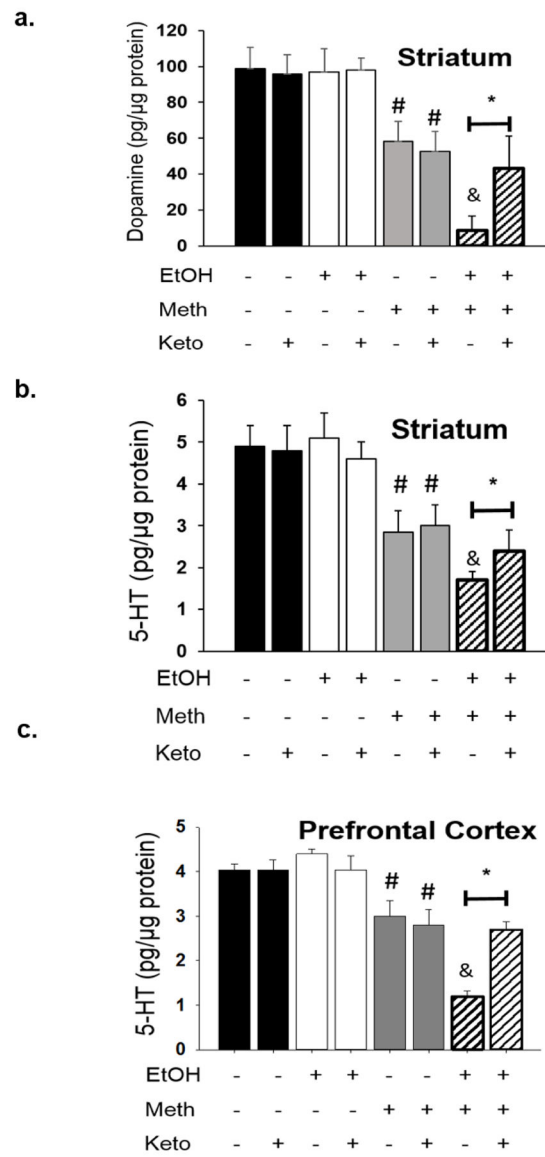 a.
Striatum
Dopamine (pg/µg protein)
120
100
80
60
40
20
0
# # & *
EtOH - - + + - - + +
Meth - - - - + + + +
Keto - + - + - + - +
b.
Striatum
5-HT (pg/µg protein)
6
5
4
3
2
1
0
# # & *
EtOH - - + + - - + +
Meth - - - - + + + +
Keto - + - + - + - +
c.
Prefrontal Cortex
5-HT (pg/µg protein)
5
4
3
2
1
0
# # & *
EtOH - - + + - - + +
Meth - - - - + + + +
Keto - + - + - + - +